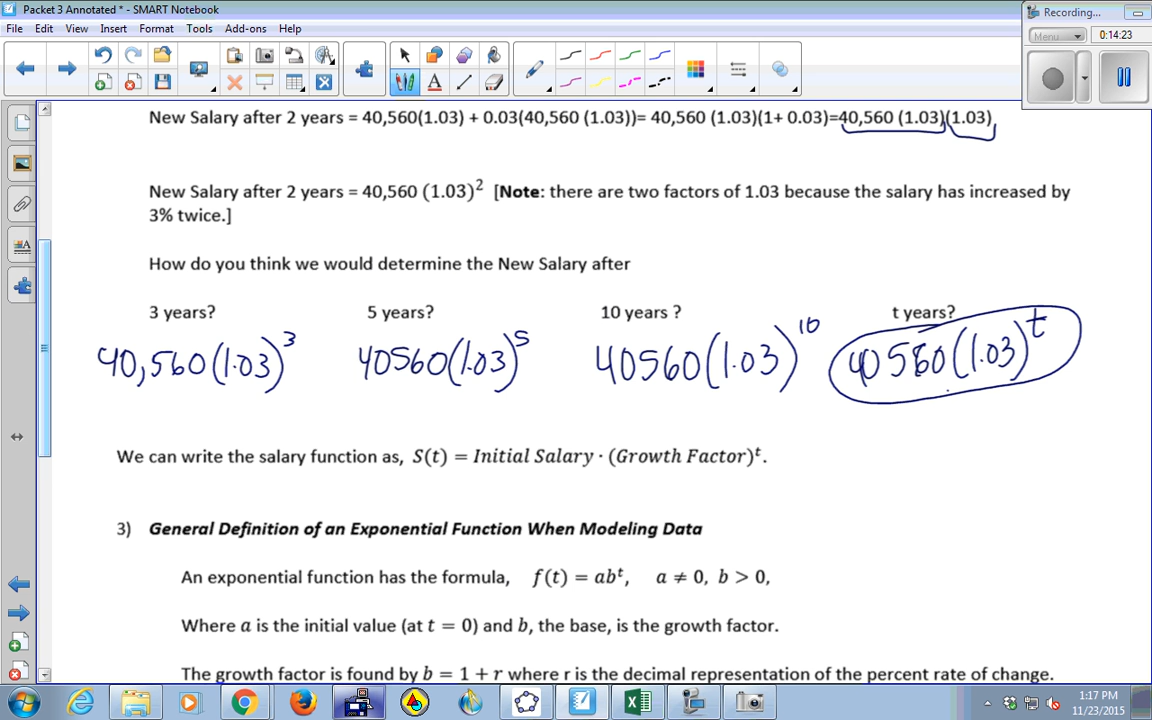 Packet 3 Annotated * - SMART Notebook
Recording...
File Edit View Insert Format Tools Add-ons Help
Menu
0:14:23
New Salary after 2 years = 40,560(1.03) + 0.03(40,560 (1.03))= 40,560 (1.03)(1+ 0.03)=40,560 (1.03)(1.03)
New Salary after 2 years = 40,560 (1.03)² [Note: there are two factors of 1.03 because the salary has increased by
3% twice.]
How do you think we would determine the New Salary after
3 years? 5 years? 10 years ? t years?
40,560(1.03)³ 40560(1.03)⁵ 40560(1.03)¹⁰ 40560(1.03)ᵗ
We can write the salary function as, S(t) = Initial Salary · (Growth Factor)ᵗ.
3) General Definition of an Exponential Function When Modeling Data
An exponential function has the formula, f(t) = abᵗ, a ≠ 0, b > 0,
Where a is the initial value (at t = 0) and b, the base, is the growth factor.
The growth factor is found by b = 1 + r where r is the decimal representation of the percent rate of change.
1:17 PM
11/23/2015